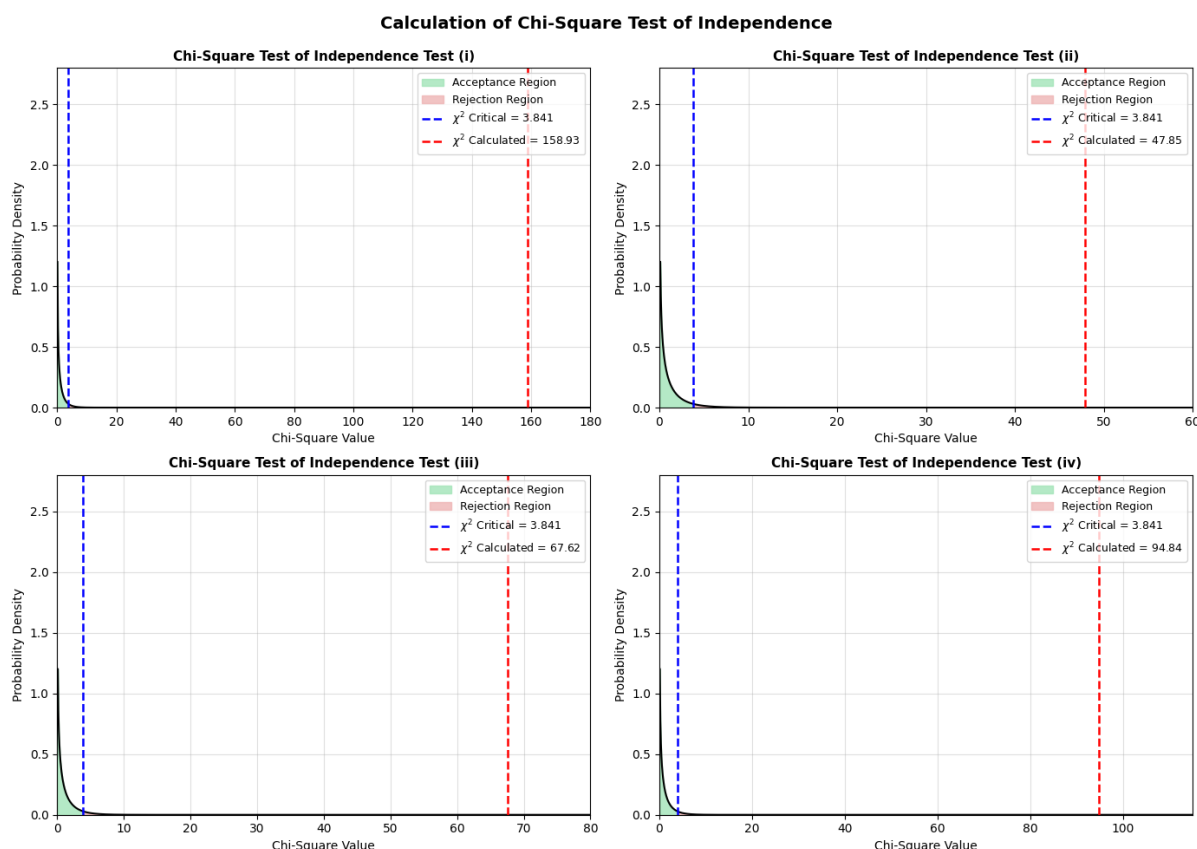 Calculation of Chi-Square Test of Independence
Chi-Square Test of Independence Test (i)
Acceptance Region
Rejection Region
χ² Critical = 3.841
χ² Calculated = 158.93
Probability Density
2.5
2.0
1.5
1.0
0.5
0.0
0 20 40 60 80 100 120 140 160 180
Chi-Square Value
Chi-Square Test of Independence Test (ii)
Acceptance Region
Rejection Region
χ² Critical = 3.841
χ² Calculated = 47.85
Probability Density
2.5
2.0
1.5
1.0
0.5
0.0
0 10 20 30 40 50 60
Chi-Square Value
Chi-Square Test of Independence Test (iii)
Acceptance Region
Rejection Region
χ² Critical = 3.841
χ² Calculated = 67.62
Probability Density
2.5
2.0
1.5
1.0
0.5
0.0
0 10 20 30 40 50 60 70 80
Chi-Square Value
Chi-Square Test of Independence Test (iv)
Acceptance Region
Rejection Region
χ² Critical = 3.841
χ² Calculated = 94.84
Probability Density
2.5
2.0
1.5
1.0
0.5
0.0
0 20 40 60 80 100
Chi-Square Value